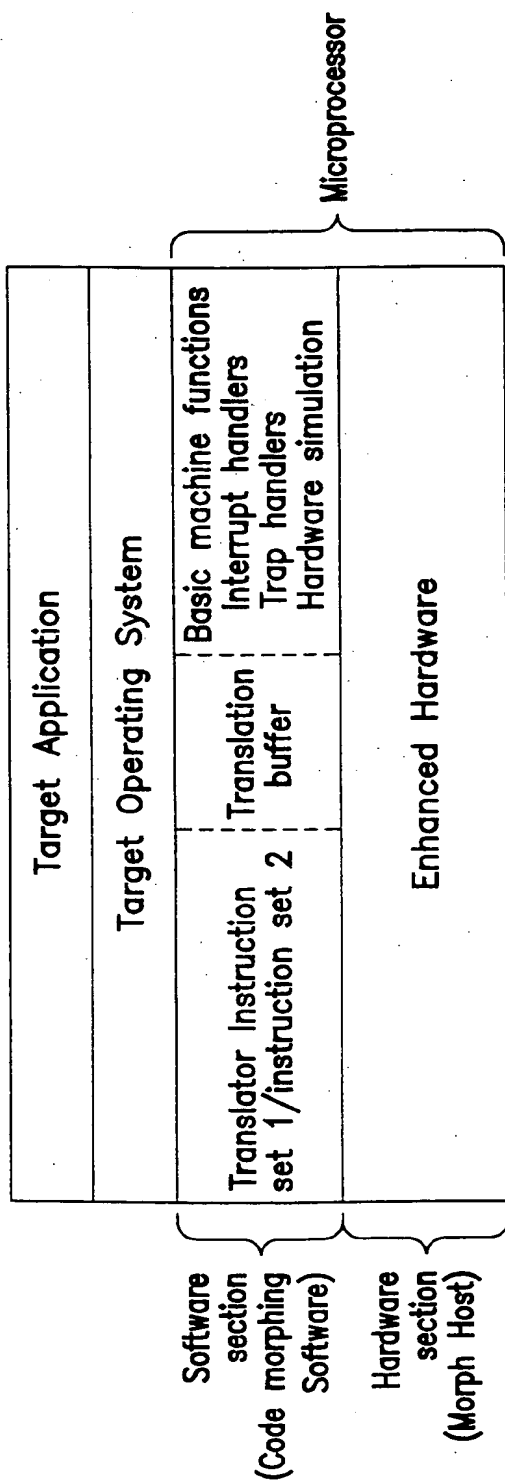 Target Application
Target Operating System
Software
section
(Code morphing
Software)
Translator Instruction
set 1/instruction set 2
Translation
buffer
Basic machine functions
Interrupt handlers
Trap handlers
Hardware simulation
Microprocessor
Hardware
section
(Morph Host)
Enhanced Hardware